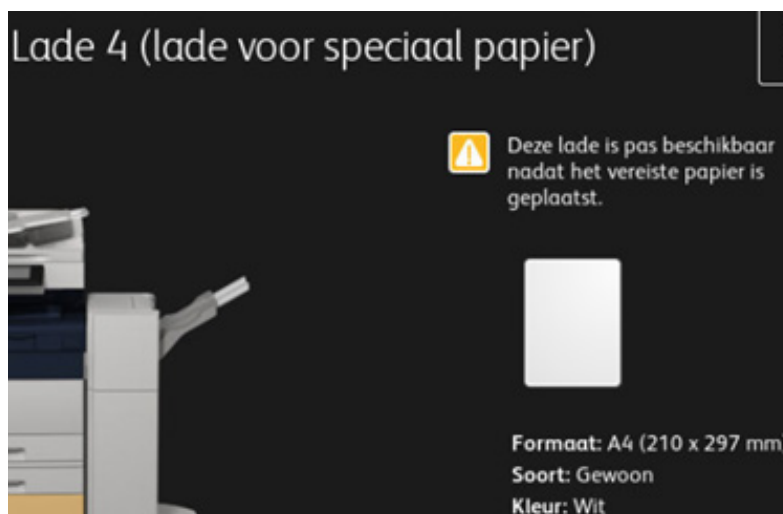 Lade 4 (lade voor speciaal papier)
Deze lade is pas beschikbaar
nadat het vereiste papier is
geplaatst.
Formaat: A4 (210 x 297 mm)
Soort: Gewoon
Kleur: Wit